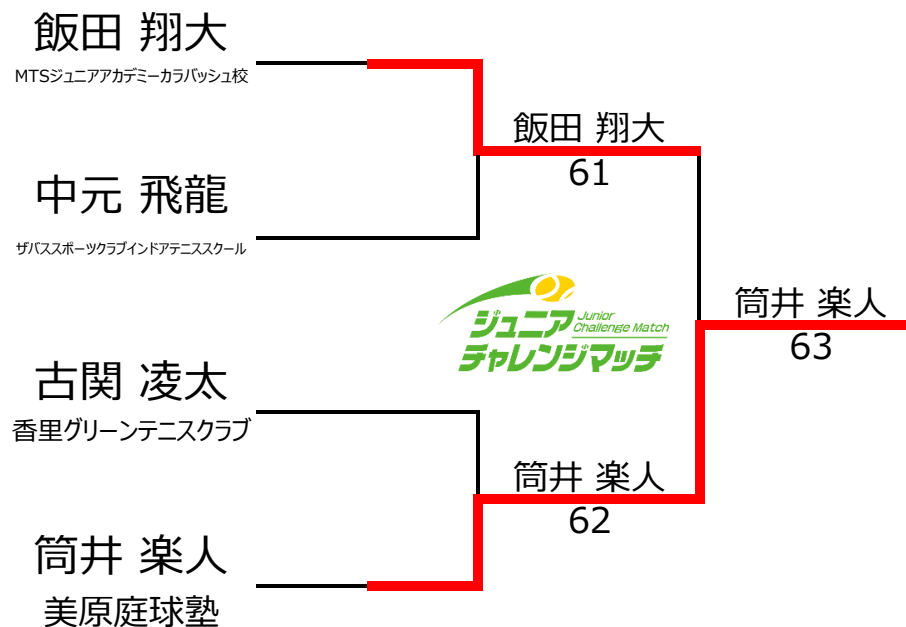 飯田 翔大
MTSジュニアアカデミーカラバッシュ校
飯田 翔大
61
中元 飛龍
ザバススポーツクラブインドアテニススクール
ジュニア Junior Challenge Match
チャレンジマッチ
筒井 楽人
63
古関 凌太
香里グリーンテニスクラブ
筒井 楽人
62
筒井 楽人
美原庭球塾